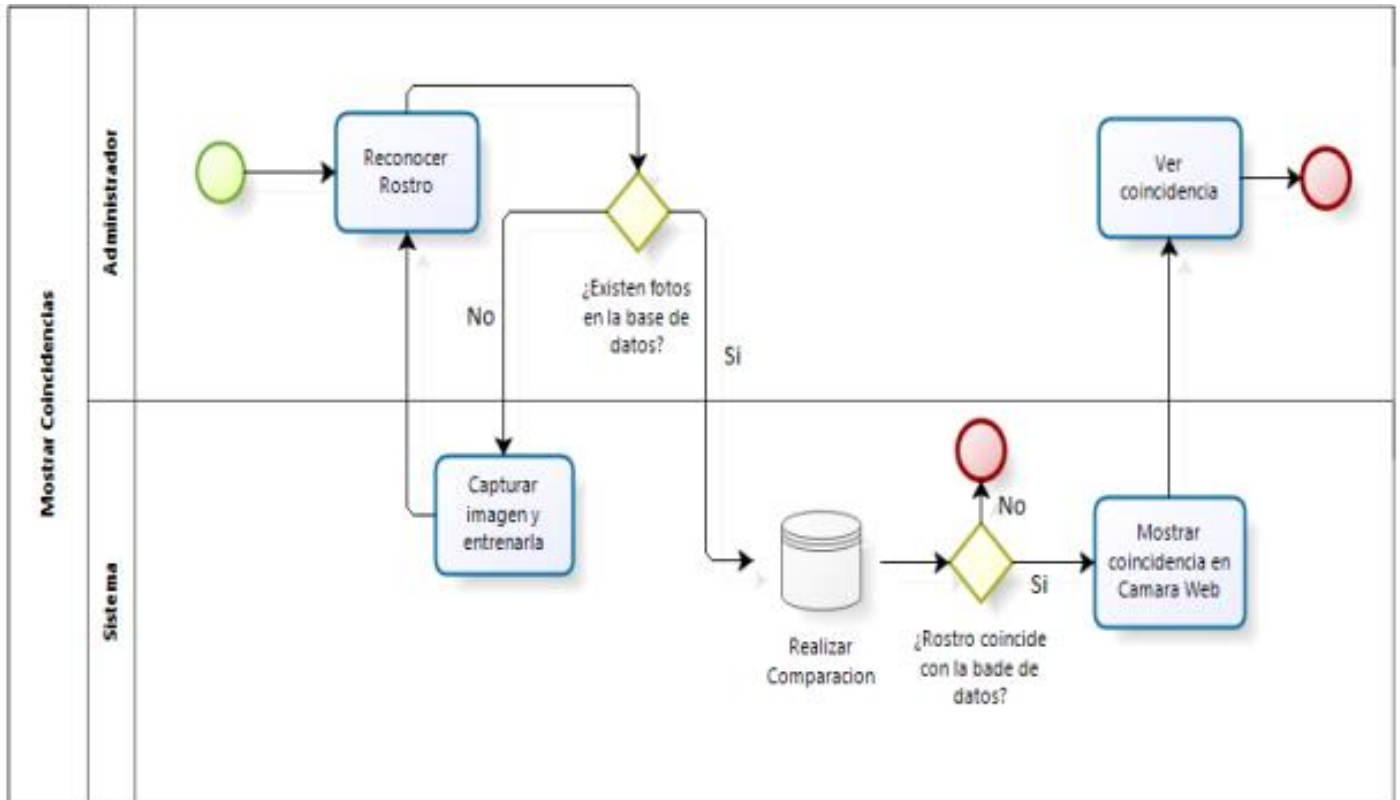 Mostrar Coincidencias
Administrador
Reconocer
Rostro
¿Existen fotos
en la base de
datos?
No
Si
Ver
coincidencia
Sistema
Capturar
imagen y
entrenarla
Realizar
Comparacion
¿Rostro coincide
con la bade de
datos?
No
Si
Mostrar
coincidencia en
Camara Web